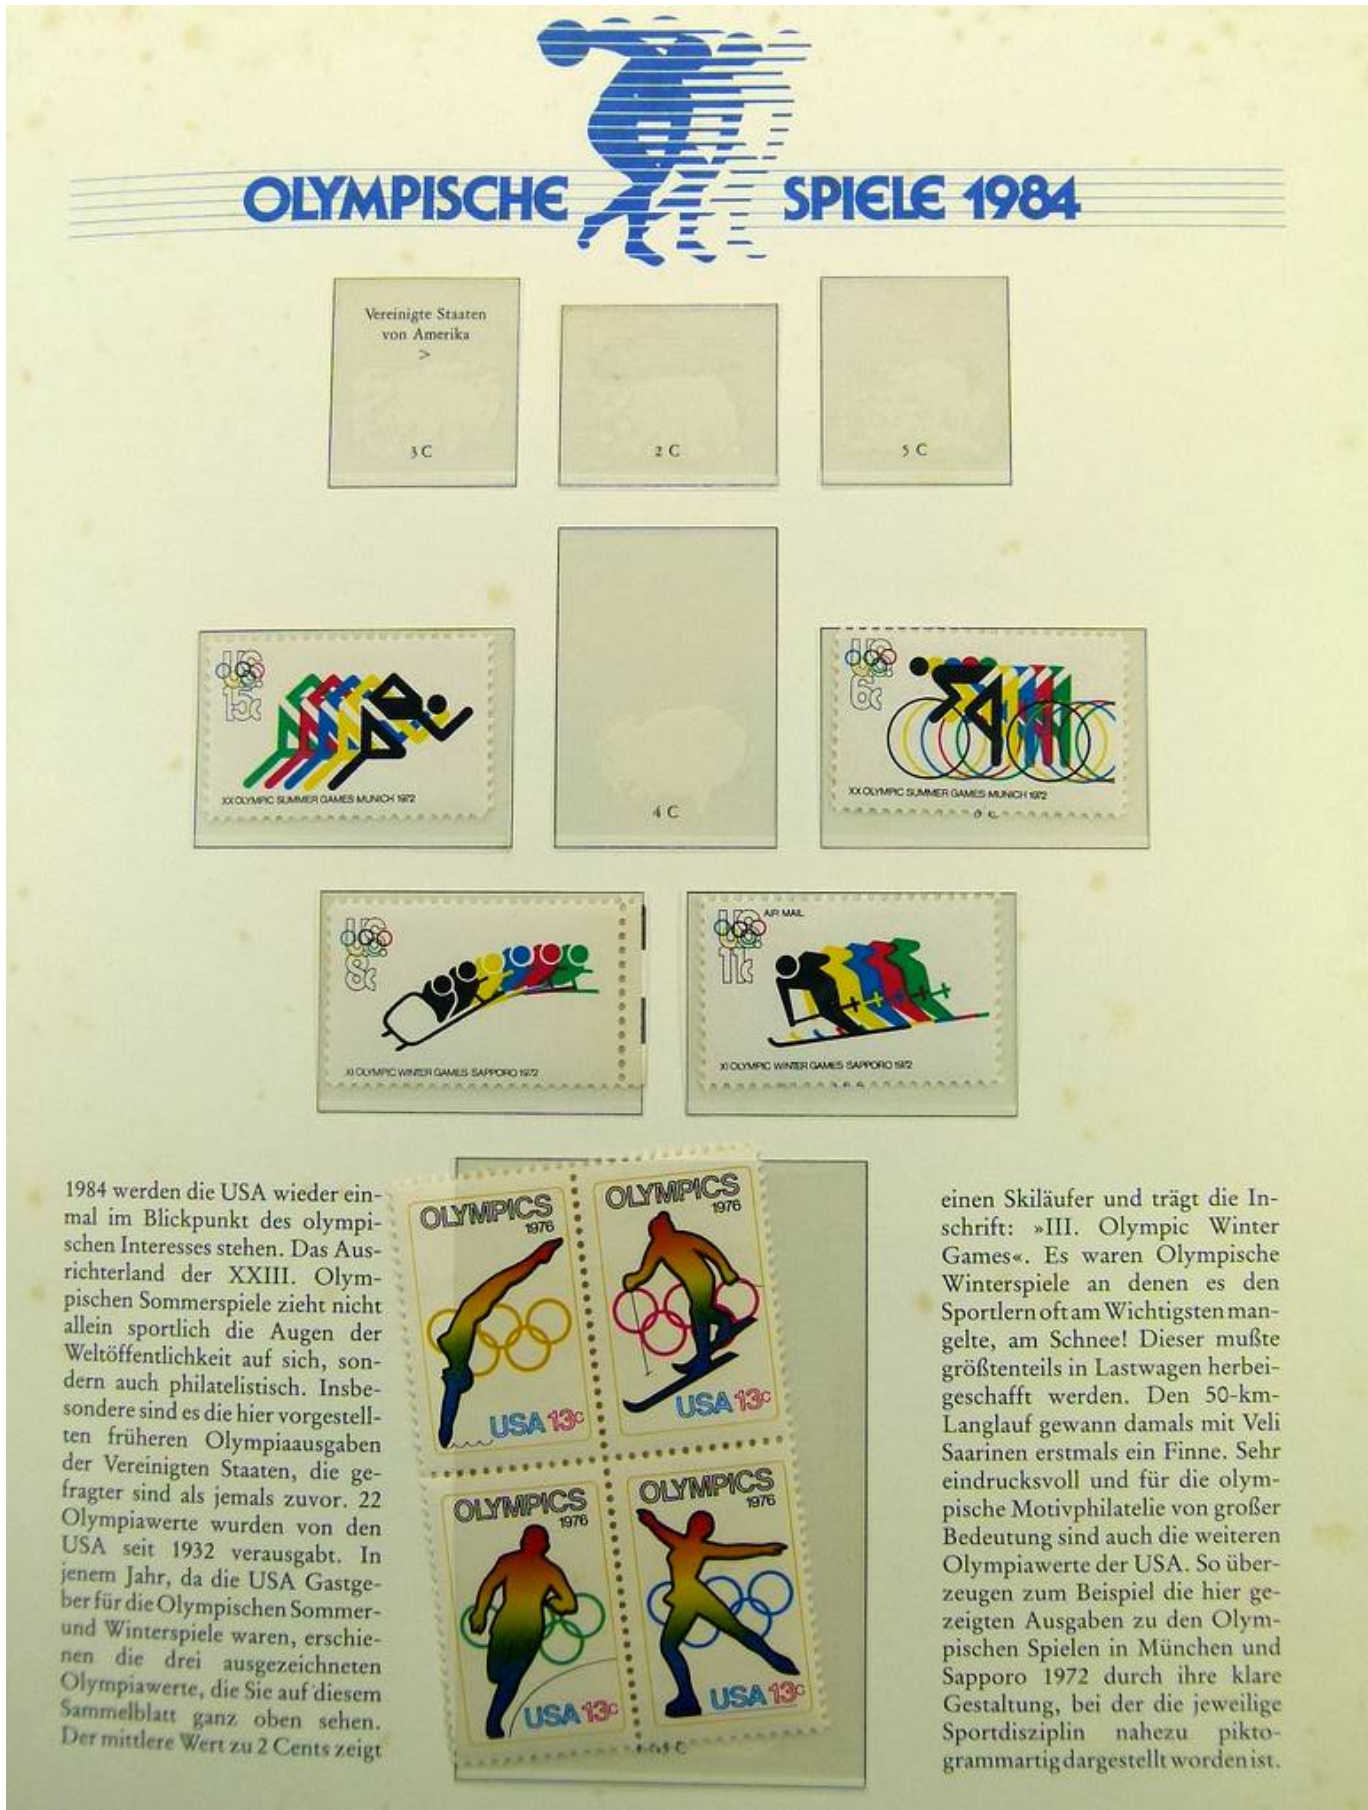 OLYMPISCHE SPIELE 1984
Vereinigte Staaten
von Amerika
>
3 C
2 C
5 C
4 C
US
15c
XX OLYMPIC SUMMER GAMES MUNICH 1972
US
6c
XX OLYMPIC SUMMER GAMES MUNICH 1972
US
8c
XI OLYMPIC WINTER GAMES SAPPORO 1972
US
11c
AIR MAIL
XI OLYMPIC WINTER GAMES SAPPORO 1972
1984 werden die USA wieder ein-
mal im Blickpunkt des olympi-
schen Interesses stehen. Das Aus-
richterland der XXIII. Olym-
pischen Sommerspiele zieht nicht
allein sportlich die Augen der
Weltöffentlichkeit auf sich, son-
dern auch philatelistisch. Insbe-
sondere sind es die hier vorgestell-
ten früheren Olympiaausgaben
der Vereinigten Staaten, die ge-
fragter sind als jemals zuvor. 22
Olympiawerte wurden von den
USA seit 1932 verausgabt. In
jenem Jahr, da die USA Gastge-
ber für die Olympischen Sommer-
und Winterspiele waren, erschie-
nen die drei ausgezeichneten
Olympiawerte, die Sie auf diesem
Sammelblatt ganz oben sehen.
Der mittlere Wert zu 2 Cents zeigt
OLYMPICS
1976
USA 13c
OLYMPICS
1976
USA 13c
OLYMPICS
1976
USA 13c
OLYMPICS
1976
USA 13c
einen Skiläufer und trägt die In-
schrift: »III. Olympic Winter
Games«. Es waren Olympische
Winterspiele an denen es den
Sportlern oft am Wichtigsten man-
gelte, am Schnee! Dieser mußte
größtenteils in Lastwagen herbei-
geschafft werden. Den 50-km-
Langlauf gewann damals mit Veli
Saarinen erstmals ein Finne. Sehr
eindrucksvoll und für die olym-
pische Motivphilatelie von großer
Bedeutung sind auch die weiteren
Olympiawerte der USA. So über-
zeugen zum Beispiel die hier ge-
zeigten Ausgaben zu den Olym-
pischen Spielen in München und
Sapporo 1972 durch ihre klare
Gestaltung, bei der die jeweilige
Sportdisziplin nahezu pikto-
grammartig dargestellt worden ist.